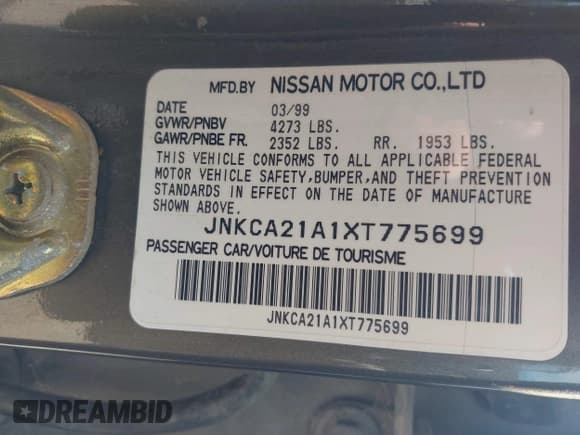 MFD.BY NISSAN MOTOR CO.,LTD
DATE 03/99
GVWR/PNBV 4273 LBS.
GAWR/PNBE FR. 2352 LBS. RR. 1953 LBS.
THIS VEHICLE CONFORMS TO ALL APPLICABLE FEDERAL
MOTOR VEHICLE SAFETY,BUMPER,AND THEFT PREVENTION
STANDARDS IN EFFECT ON THE DATE OF MANUFACTURE
SHOWN ABOVE.
JNKCA21A1XT775699
PASSENGER CAR/VOITURE DE TOURISME
JNKCA21A1XT775699
DREAMBID